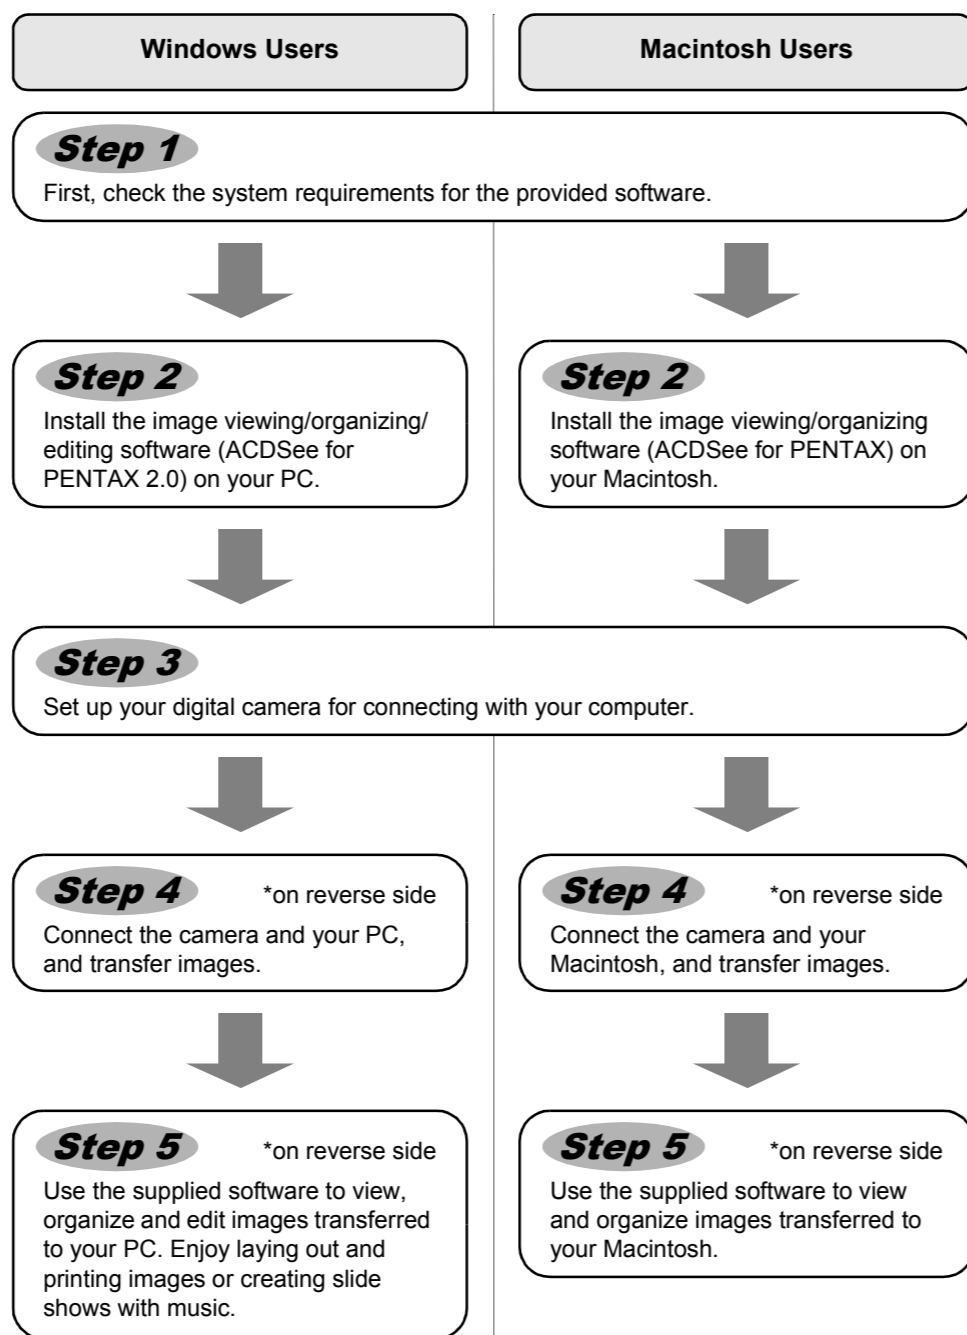 Windows Users
Macintosh Users
Step 1
First, check the system requirements for the provided software.
Step 2
Install the image viewing/organizing/
editing software (ACDSee for
PENTAX 2.0) on your PC.
Step 2
Install the image viewing/organizing
software (ACDSee for PENTAX) on
your Macintosh.
Step 3
Set up your digital camera for connecting with your computer.
Step 4 *on reverse side
Connect the camera and your PC,
and transfer images.
Step 4 *on reverse side
Connect the camera and your
Macintosh, and transfer images.
Step 5 *on reverse side
Use the supplied software to view,
organize and edit images transferred
to your PC. Enjoy laying out and
printing images or creating slide
shows with music.
Step 5 *on reverse side
Use the supplied software to view
and organize images transferred to
your Macintosh.